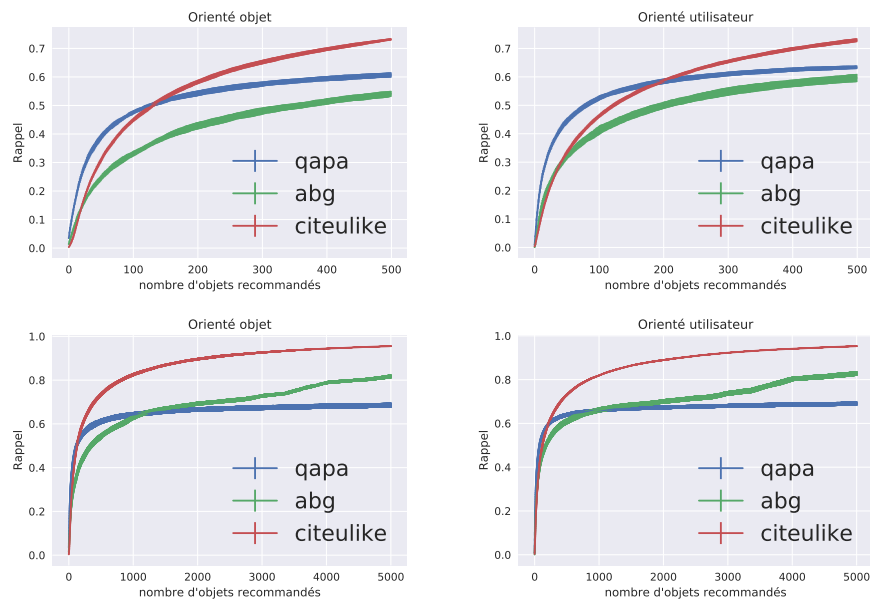 Orienté objet
Rappel
0.7
0.6
0.5
0.4
0.3
0.2
0.1
0.0
qapa
abg
citeulike
0 100 200 300 400 500
nombre d'objets recommandés
Orienté utilisateur
Rappel
0.7
0.6
0.5
0.4
0.3
0.2
0.1
0.0
qapa
abg
citeulike
0 100 200 300 400 500
nombre d'objets recommandés
Orienté objet
Rappel
1.0
0.8
0.6
0.4
0.2
0.0
qapa
abg
citeulike
0 1000 2000 3000 4000 5000
nombre d'objets recommandés
Orienté utilisateur
Rappel
1.0
0.8
0.6
0.4
0.2
0.0
qapa
abg
citeulike
0 1000 2000 3000 4000 5000
nombre d'objets recommandés